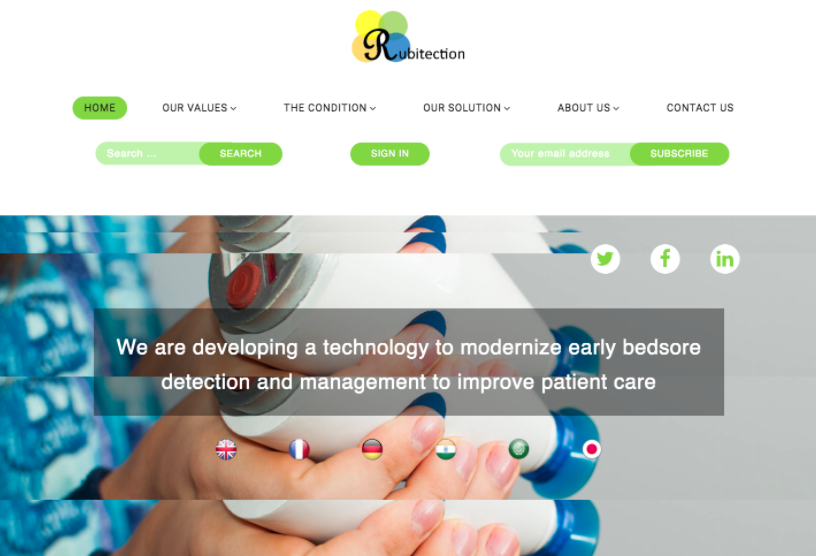 Rubitection
HOME OUR VALUES THE CONDITION OUR SOLUTION ABOUT US CONTACT US
Search ... SEARCH SIGN IN Your email address SUBSCRIBE
We are developing a technology to modernize early bedsore
detection and management to improve patient care